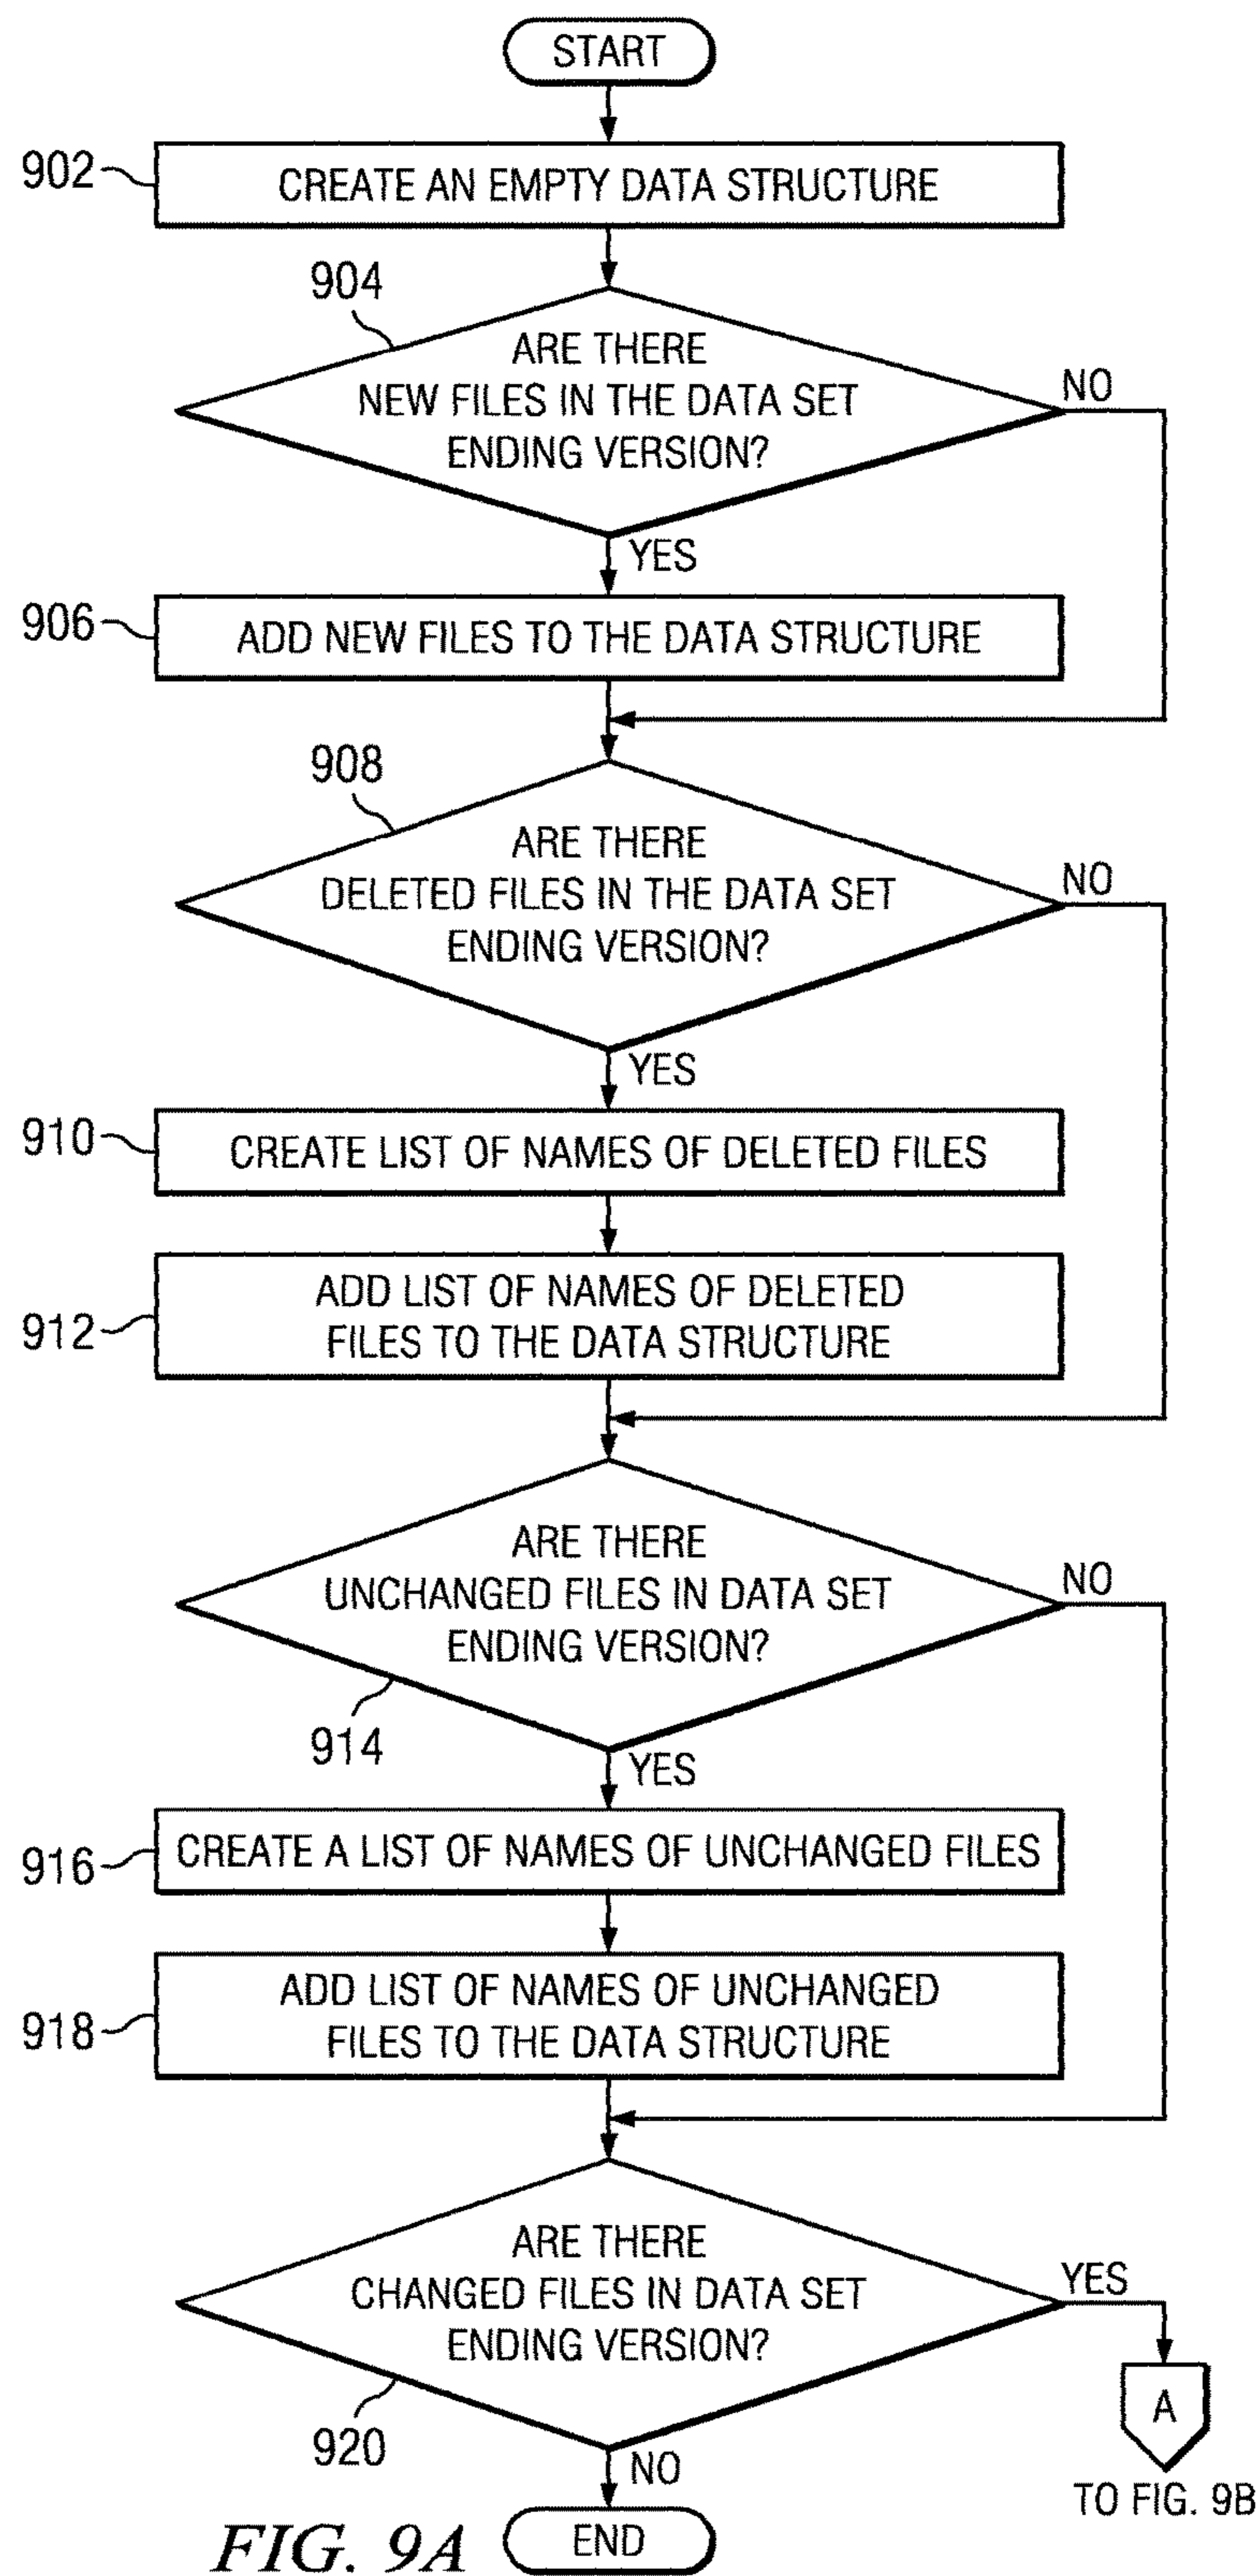 START
902
CREATE AN EMPTY DATA STRUCTURE
904
ARE THERE
NEW FILES IN THE DATA SET
ENDING VERSION?
NO
YES
906
ADD NEW FILES TO THE DATA STRUCTURE
908
ARE THERE
DELETED FILES IN THE DATA SET
ENDING VERSION?
NO
YES
910
CREATE LIST OF NAMES OF DELETED FILES
912
ADD LIST OF NAMES OF DELETED
FILES TO THE DATA STRUCTURE
ARE THERE
UNCHANGED FILES IN DATA SET
ENDING VERSION?
NO
914
YES
916
CREATE A LIST OF NAMES OF UNCHANGED FILES
918
ADD LIST OF NAMES OF UNCHANGED
FILES TO THE DATA STRUCTURE
ARE THERE
CHANGED FILES IN DATA SET
ENDING VERSION?
YES
A
TO FIG. 9B
920
NO
END
FIG. 9A